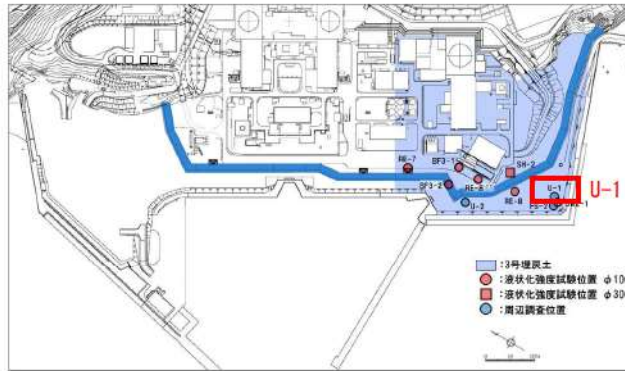 RE-7
BF3-1
SH-2
RE-A
BF3-2
U-2
RE-B
U-1
U-1
:3号埋戻土
:液状化強度試験位置 φ100
:液状化強度試験位置 φ300
:周辺調査位置